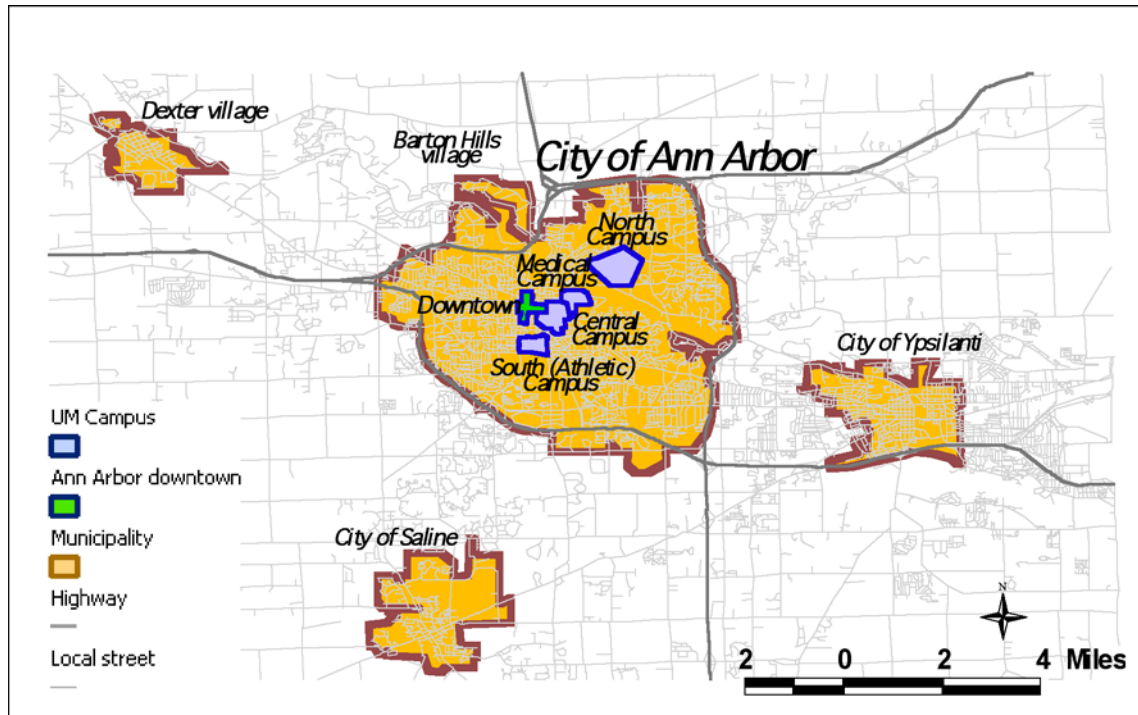 Dexter village
Barton Hills
village
City of Ann Arbor
North
Campus
Medical
Campus
Downtown
Central
Campus
South (Athletic)
Campus
City of Ypsilanti
UM Campus
Ann Arbor downtown
Municipality
Highway
Local street
City of Saline
N
2 0 2 4 Miles